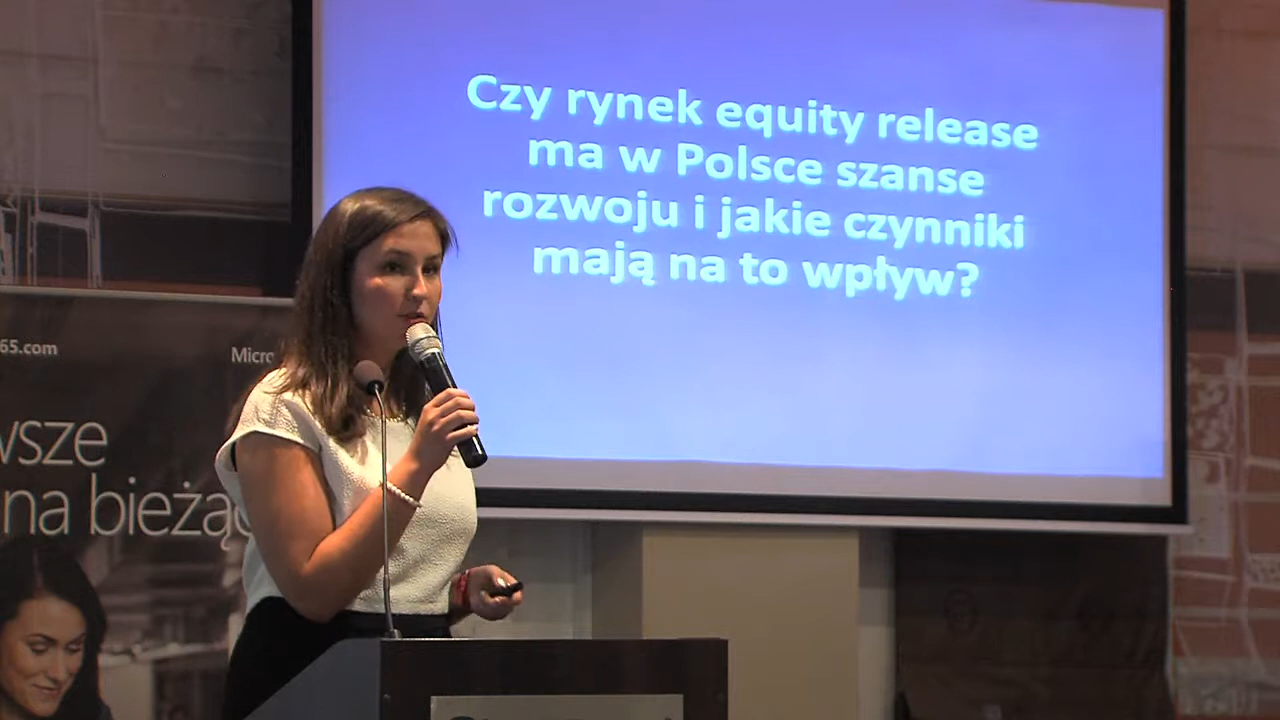 Czy rynek equity release
ma w Polsce szanse
rozwoju i jakie czynniki
mają na to wpływ?
65.com
Micro
wsze
na bieżąc